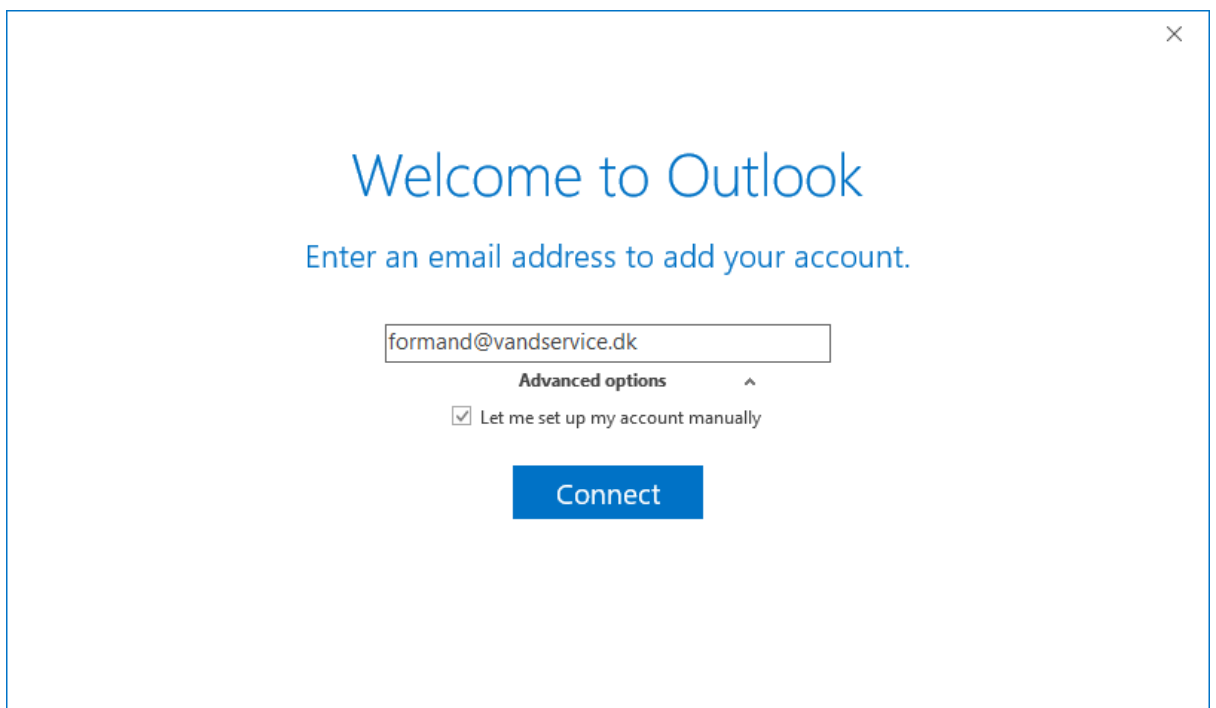 Welcome to Outlook
Enter an email address to add your account.
formand@vandservice.dk
Advanced options
Let me set up my account manually
Connect